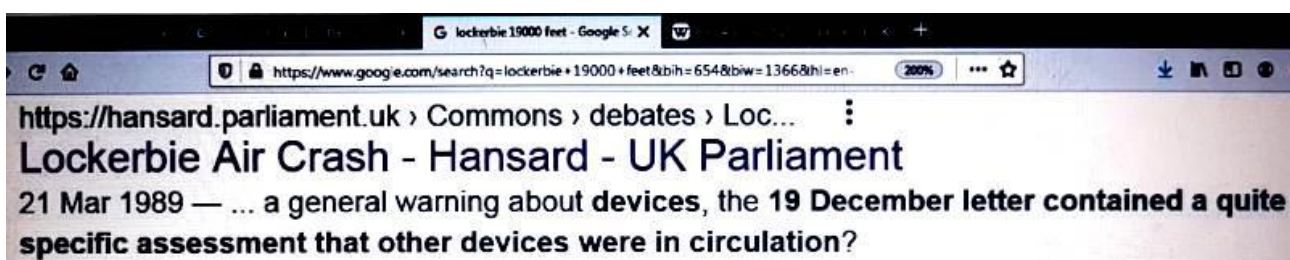 G lockerbie 19000 feet - Google S
W
https://www.google.com/search?q=lockerbie+19000+feet&bih=654&biw=1366&hl=en-
200%
https://hansard.parliament.uk › Commons › debates › Loc...
Lockerbie Air Crash - Hansard - UK Parliament
21 Mar 1989 — ... a general warning about devices, the 19 December letter contained a quite
specific assessment that other devices were in circulation?